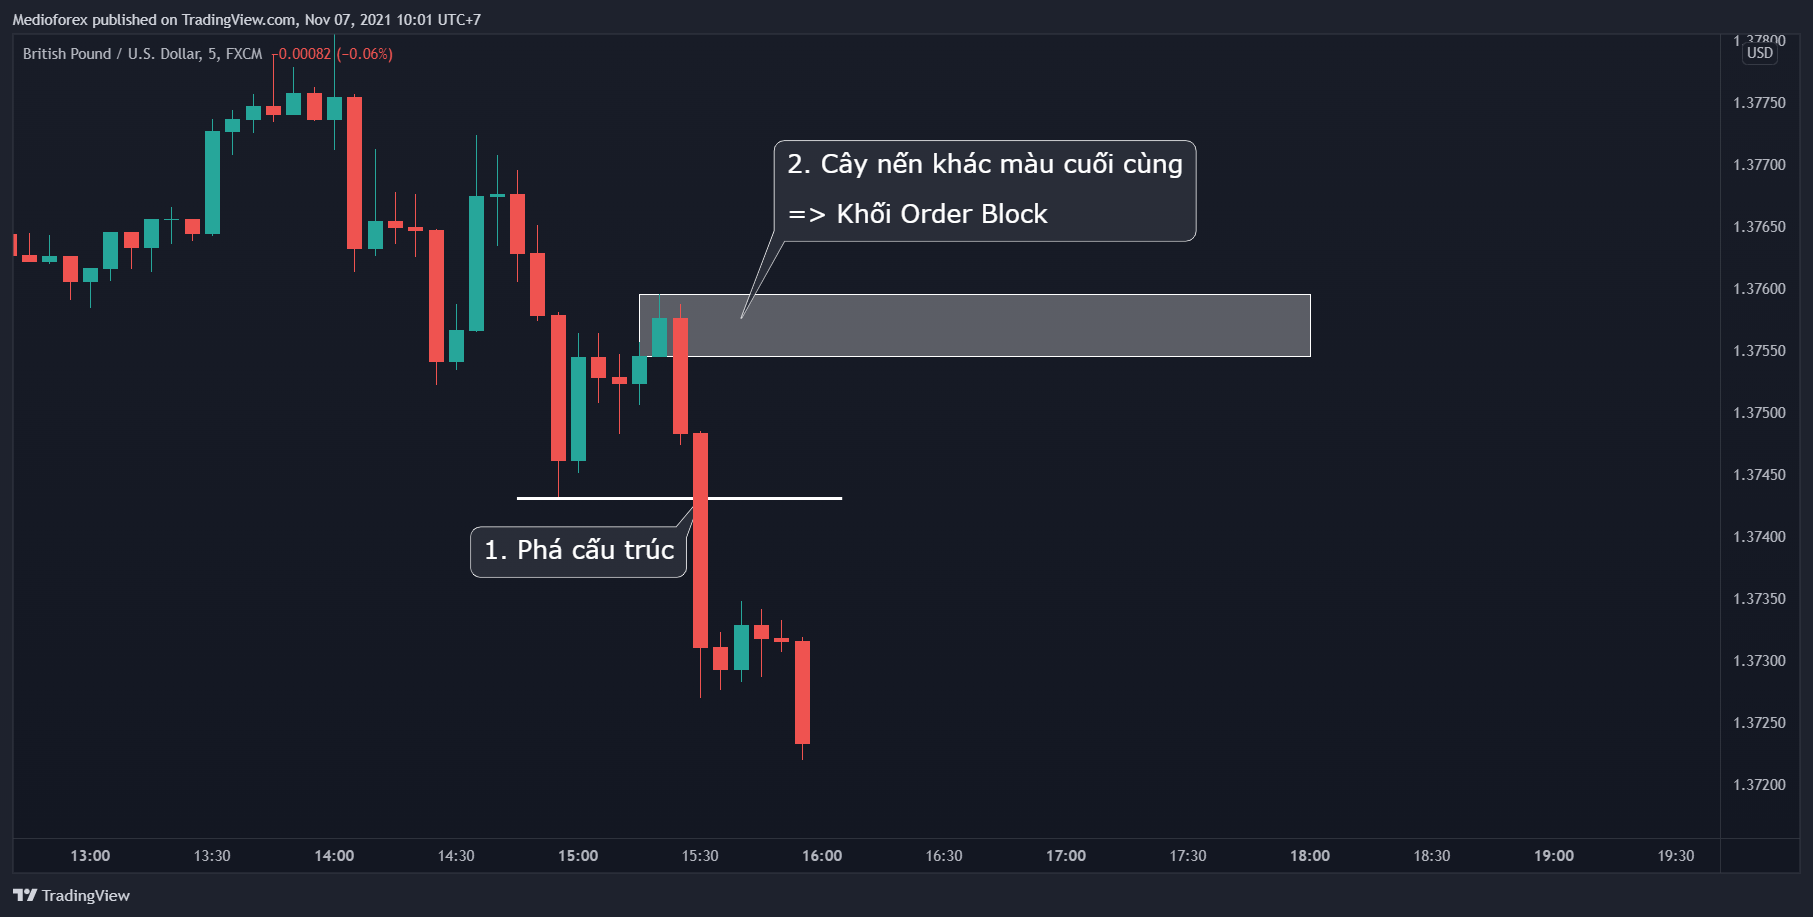 Medioforex published on TradingView.com, Nov 07, 2021 10:01 UTC+7
British Pound / U.S. Dollar, 5, FXCM −0.00082 (−0.06%)
1.37800
USD
1.37750
2. Cây nến khác màu cuối cùng
1.37700
=> Khối Order Block
1.37650
1.37600
1.37550
1.37500
1.37450
1. Phá cấu trúc
1.37400
1.37350
1.37300
1.37250
1.37200
13:00 13:30 14:00 14:30 15:00 15:30 16:00 16:30 17:00 17:30 18:00 18:30 19:00 19:30
TradingView